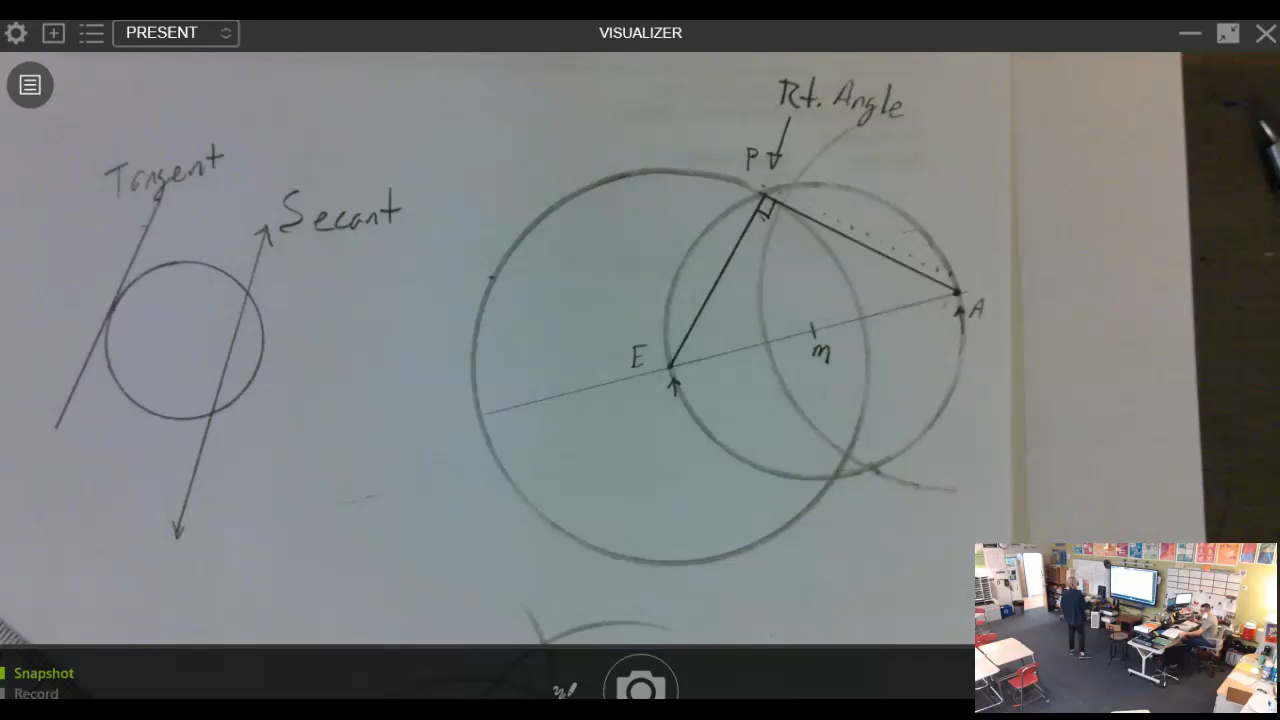 PRESENT
VISUALIZER
Rt. Angle
P
Tangent
Secant
A
E
m
Snapshot
Record